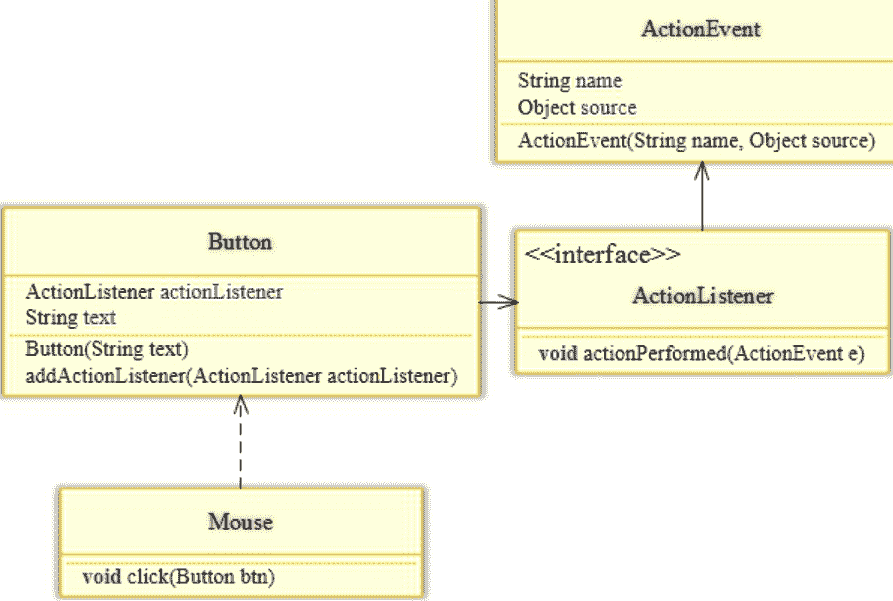 ActionEvent
String name
Object source
ActionEvent(String name, Object source)
Button
ActionListener actionListener
String text
Button(String text)
addActionListener(ActionListener actionListener)
<<interface>>
ActionListener
void actionPerformed(ActionEvent e)
Mouse
void click(Button btn)